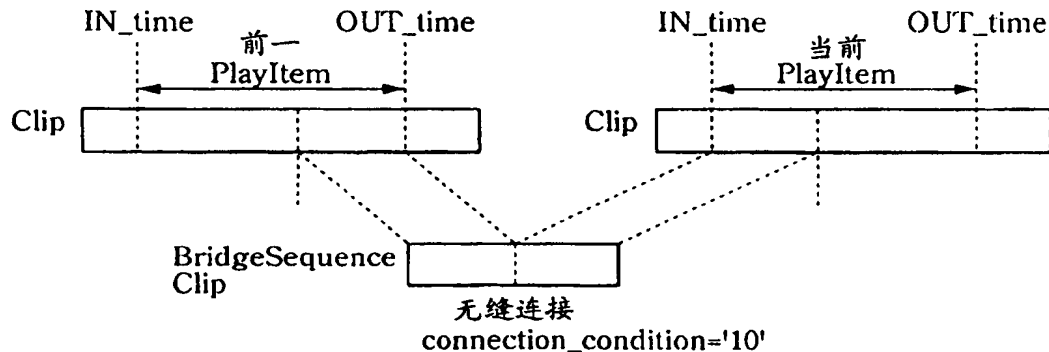 IN_time
前一
OUT_time
PlayItem
Clip
IN_time
当前
OUT_time
PlayItem
Clip
BridgeSequence
Clip
无缝连接
connection_condition='10'